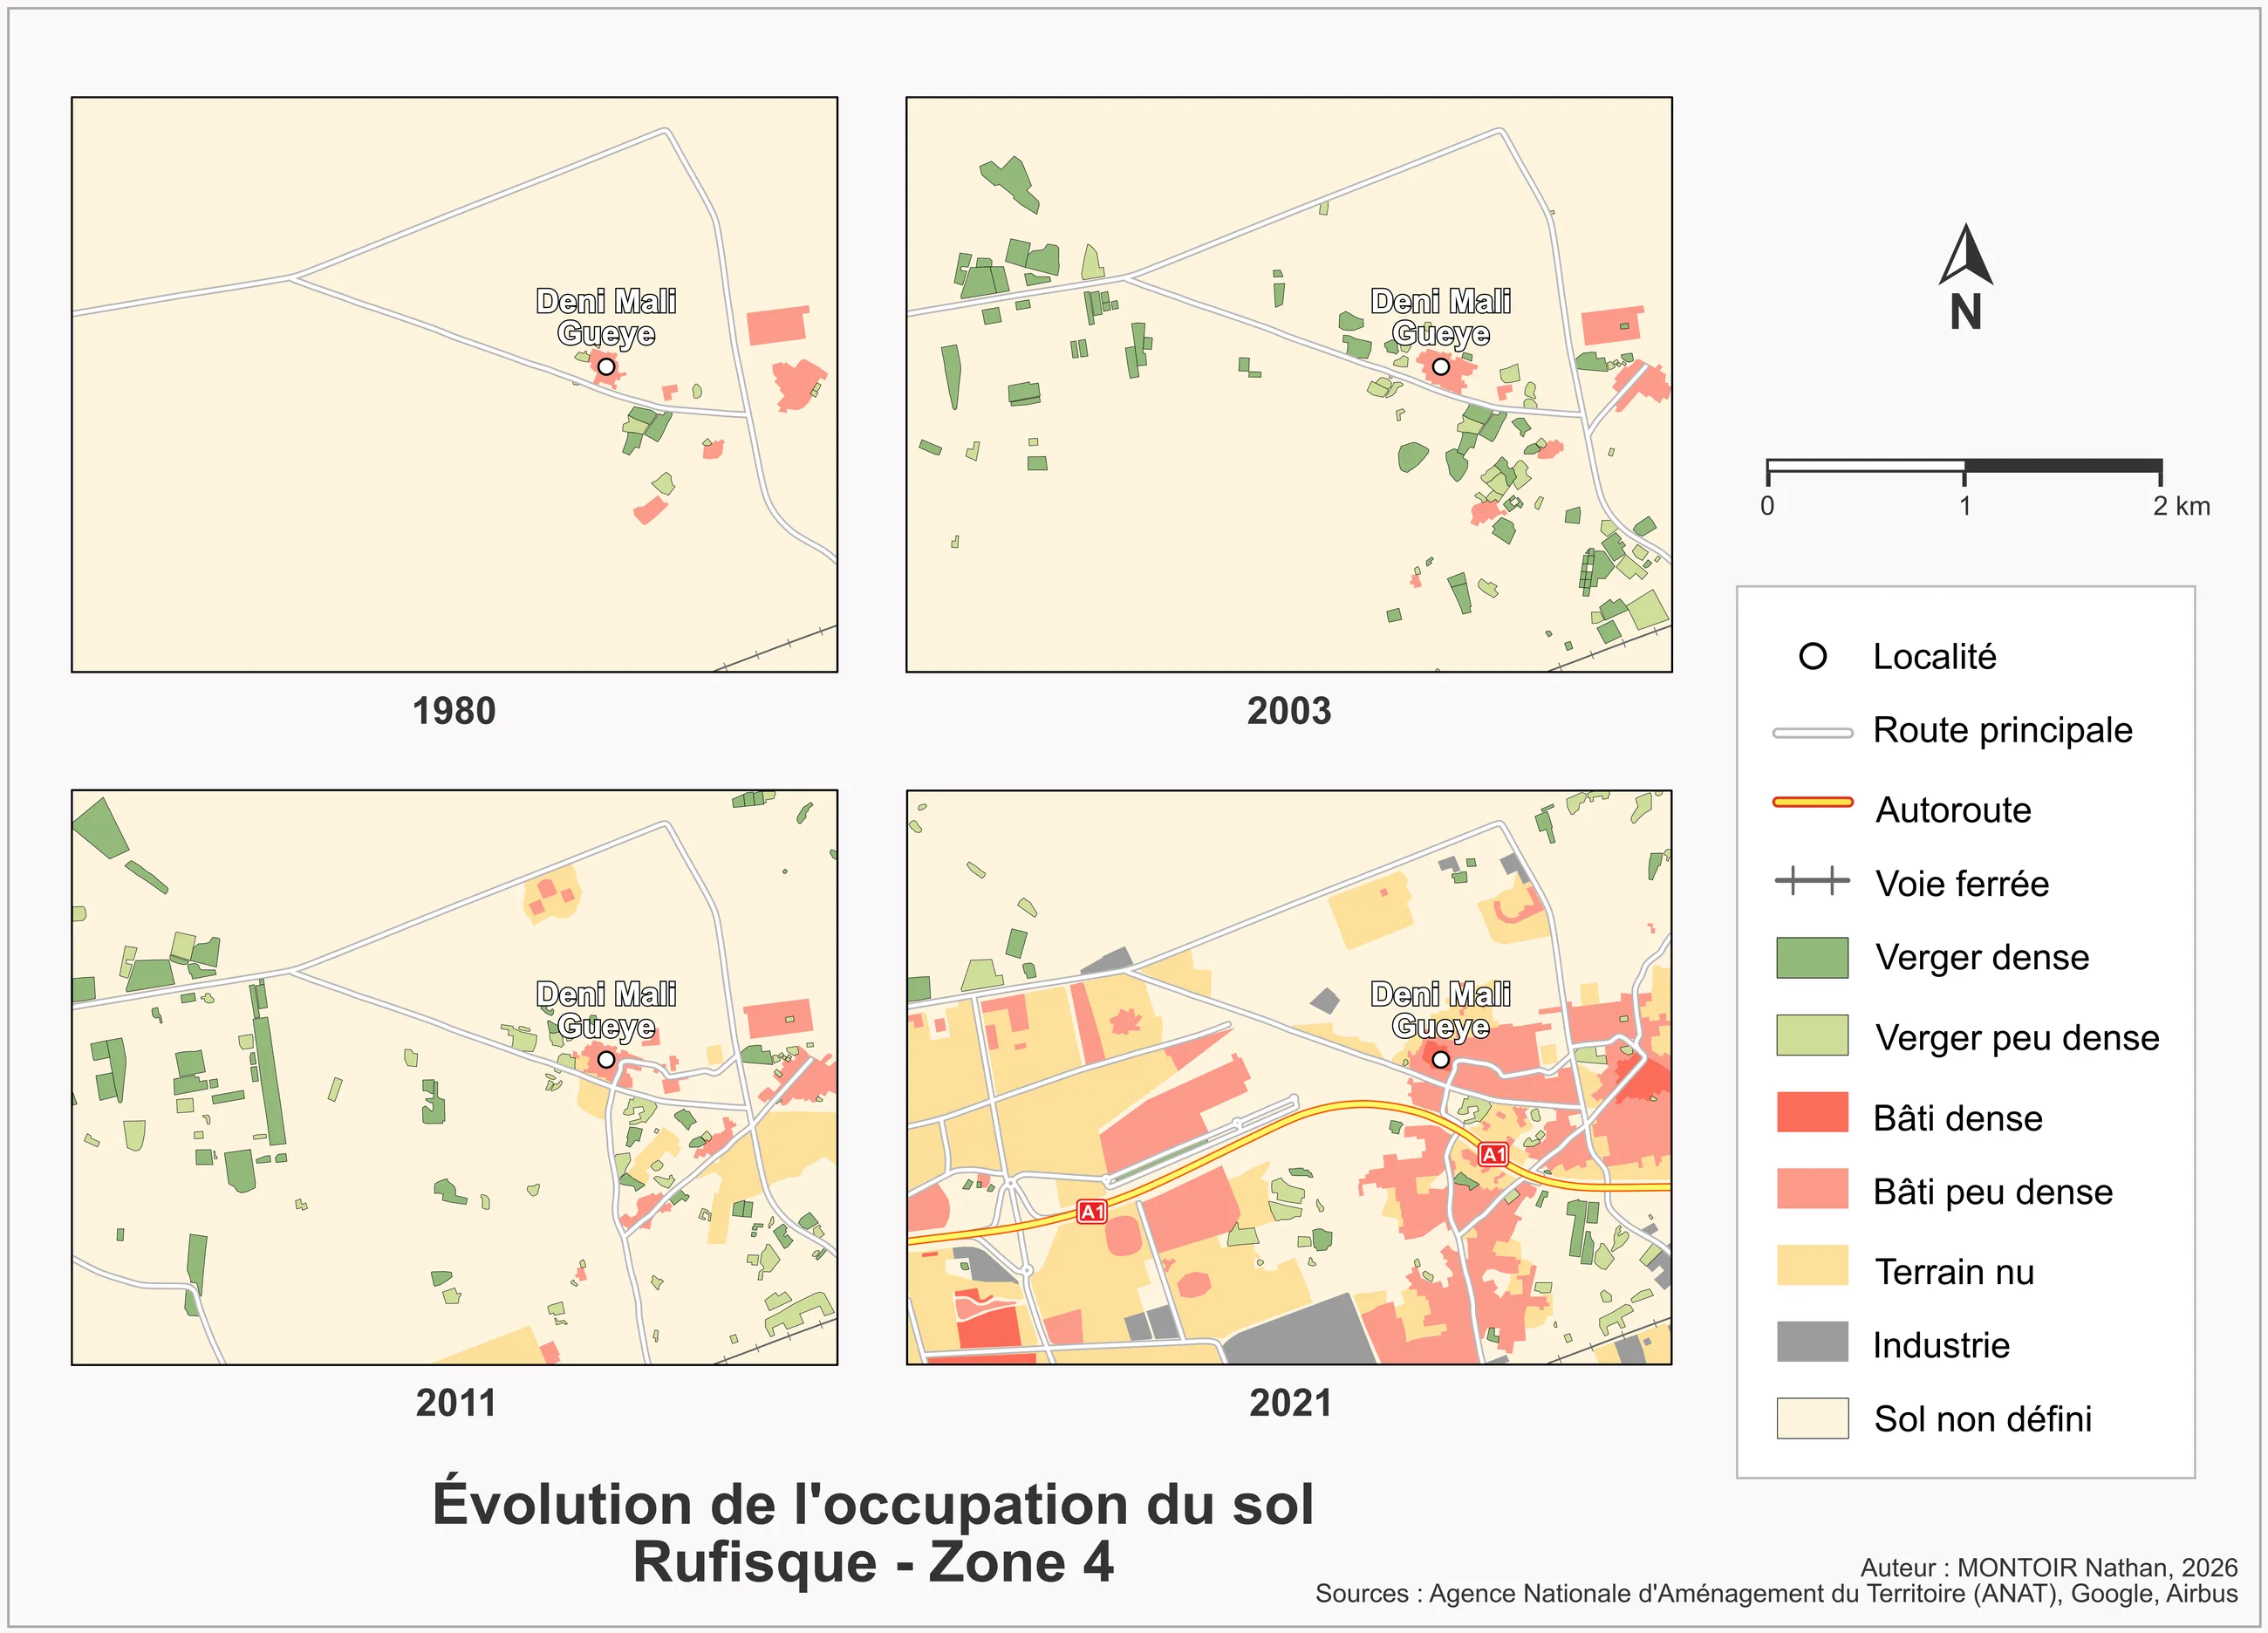 Deni Mali
Gueye
1980
Deni Mali
Gueye
2003
N
0 1 2 km
Deni Mali
Gueye
2011
Deni Mali
Gueye
A1
A1
2021
Localité
Route principale
Autoroute
Voie ferrée
Verger dense
Verger peu dense
Bâti dense
Bâti peu dense
Terrain nu
Industrie
Sol non défini
Évolution de l'occupation du sol
Rufisque - Zone 4
Auteur : MONTOIR Nathan, 2026
Sources : Agence Nationale d'Aménagement du Territoire (ANAT), Google, Airbus